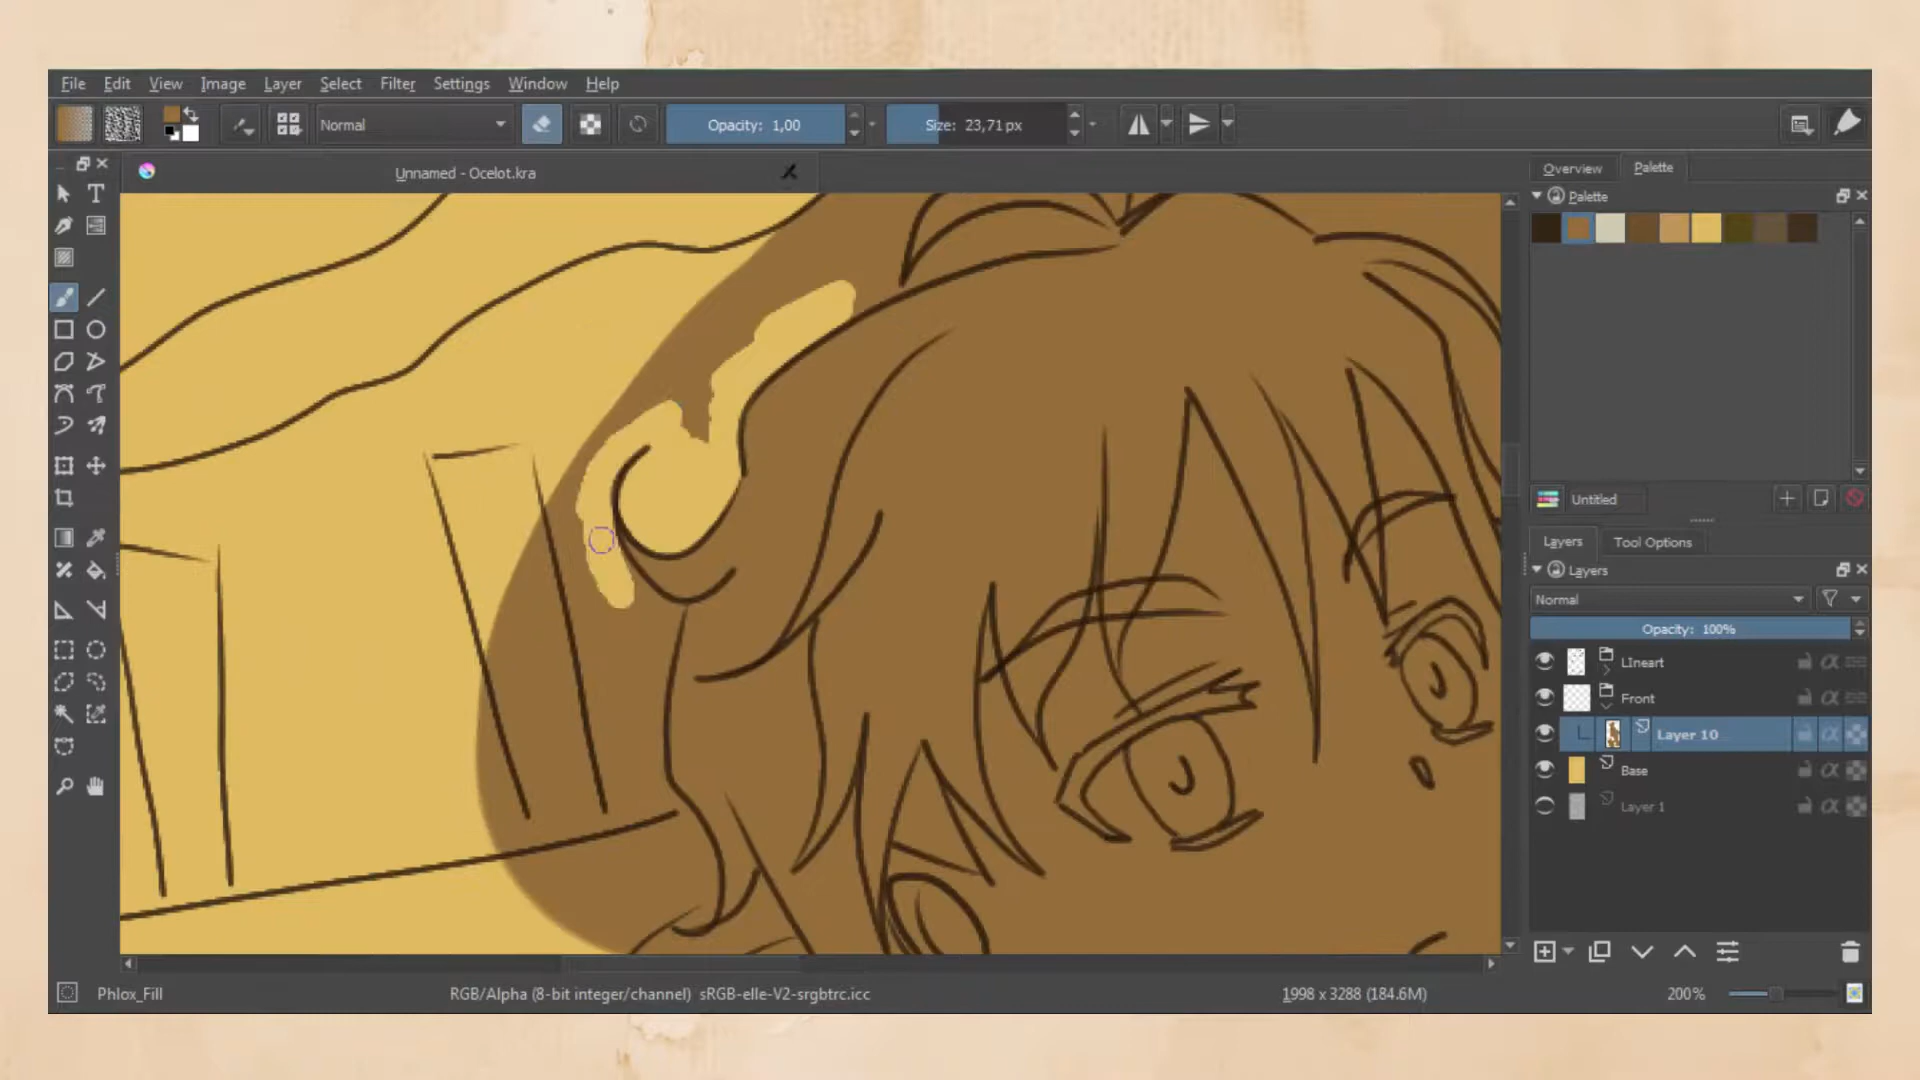 File Edit View Image Layer Select Filter Settings Window Help
Normal
Opacity: 1,00
Size: 23,71 px
Unnamed - Ocelot.kra
Overview
Palette
Palette
T
Untitled
Layers
Tool Options
Layers
Normal
Opacity: 100%
LIneart
Front
Layer 10
Base
Layer 1
Phlox_Fill
RGB/Alpha (8-bit integer/channel) sRGB-elle-V2-srgbtrc.icc
1998 x 3288 (184.6M)
200%